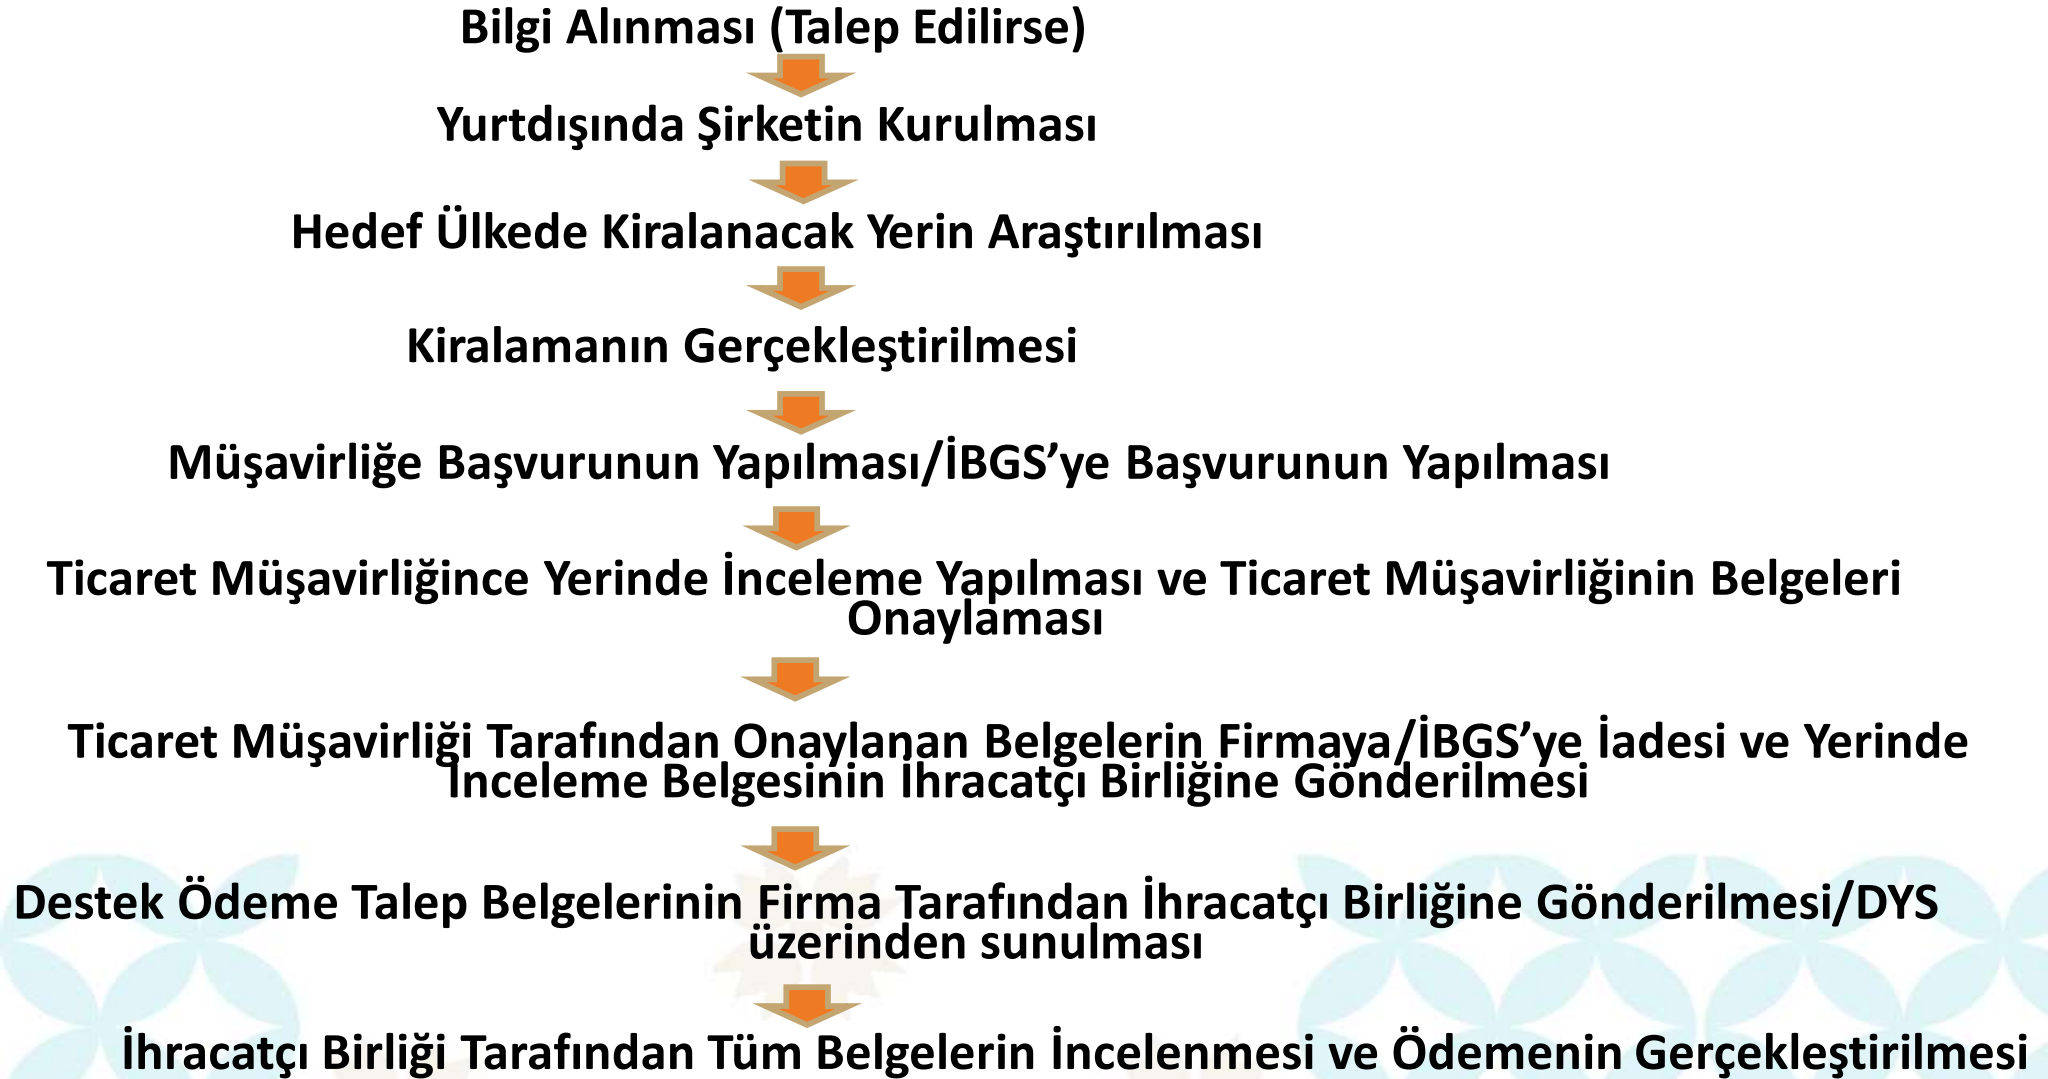 Bilgi Alınması (Talep Edilirse)
Yurtdışında Şirketin Kurulması
Hedef Ülkede Kiralanacak Yerin Araştırılması
Kiralamanın Gerçekleştirilmesi
Müşavirliğe Başvurunun Yapılması/İBGS’ye Başvurunun Yapılması
Ticaret Müşavirliğince Yerinde İnceleme Yapılması ve Ticaret Müşavirliğinin Belgeleri
Onaylaması
Ticaret Müşavirliği Tarafından Onaylanan Belgelerin Firmaya/İBGS’ye İadesi ve Yerinde
İnceleme Belgesinin İhracatçı Birliğine Gönderilmesi
Destek Ödeme Talep Belgelerinin Firma Tarafından İhracatçı Birliğine Gönderilmesi/DYS
üzerinden sunulması
İhracatçı Birliği Tarafından Tüm Belgelerin İncelenmesi ve Ödemenin Gerçekleştirilmesi